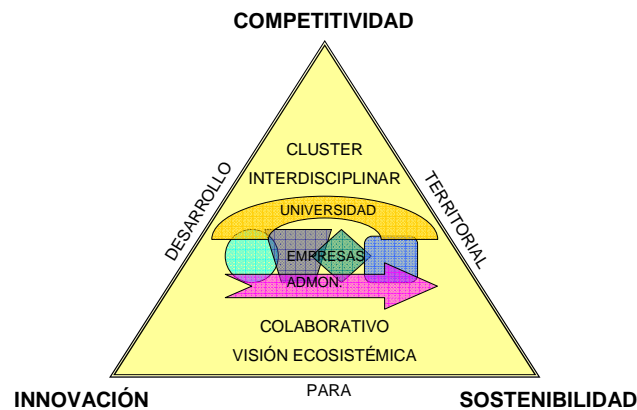 COMPETITIVIDAD
CLUSTER
INTERDISCIPLINAR
DESARROLLO
TERRITORIAL
UNIVERSIDAD
EMPRESAS
ADMON.
COLABORATIVO
VISIÓN ECOSISTÉMICA
PARA
INNOVACIÓN
SOSTENIBILIDAD